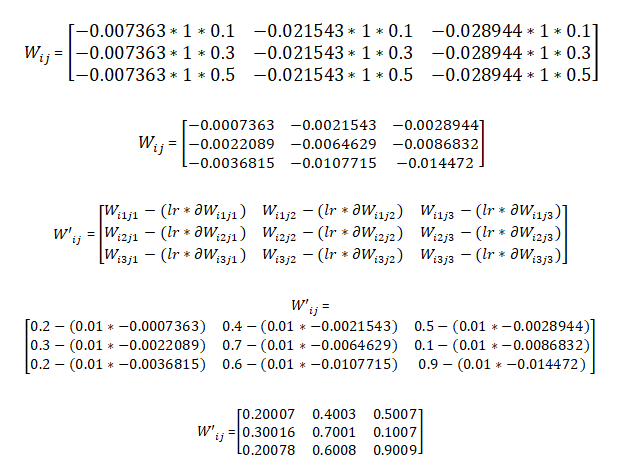 W_ij = [−0.007363 * 1 * 0.1 −0.021543 * 1 * 0.1 −0.028944 * 1 * 0.1
−0.007363 * 1 * 0.3 −0.021543 * 1 * 0.3 −0.028944 * 1 * 0.3
−0.007363 * 1 * 0.5 −0.021543 * 1 * 0.5 −0.028944 * 1 * 0.5]
W_ij = [−0.0007363 −0.0021543 −0.0028944
−0.0022089 −0.0064629 −0.0086832
−0.0036815 −0.0107715 −0.014472]
W'_ij = [W_i1j1 − (lr * ∂W_i1j1) W_i1j2 − (lr * ∂W_i1j2) W_i1j3 − (lr * ∂W_i1j3)
W_i2j1 − (lr * ∂W_i2j1) W_i2j2 − (lr * ∂W_i2j2) W_i2j3 − (lr * ∂W_i2j3)
W_i3j1 − (lr * ∂W_i3j1) W_i3j2 − (lr * ∂W_i3j2) W_i3j3 − (lr * ∂W_i3j3)]
W'_ij =
[0.2 − (0.01 * −0.0007363) 0.4 − (0.01 * −0.0021543) 0.5 − (0.01 * −0.0028944)
0.3 − (0.01 * −0.0022089) 0.7 − (0.01 * −0.0064629) 0.1 − (0.01 * −0.0086832)
0.2 − (0.01 * −0.0036815) 0.6 − (0.01 * −0.0107715) 0.9 − (0.01 * −0.014472)]
W'_ij = [0.20007 0.4003 0.5007
0.30016 0.7001 0.1007
0.20078 0.6008 0.9009]